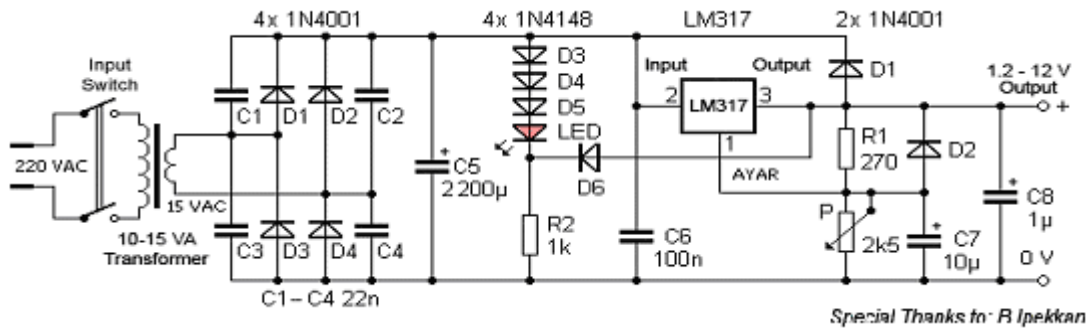 4x 1N4001
4x 1N4148
LM317
2x 1N4001
Input
Switch
220 VAC
15 VAC
10-15 VA
Transformer
C1
D1
D2
C2
C3
D3
D4
C4
C1 – C4 22n
+
C5
2200µ
D3
D4
D5
LED
D6
R2
1k
C6
100n
Input
Output
2
LM317
3
1
AYAR
D1
R1
270
D2
P
2k5
+
C7
10µ
+
C8
1µ
1.2 - 12 V
Output
+
0 V
Special Thanks to: B.Ipekkan